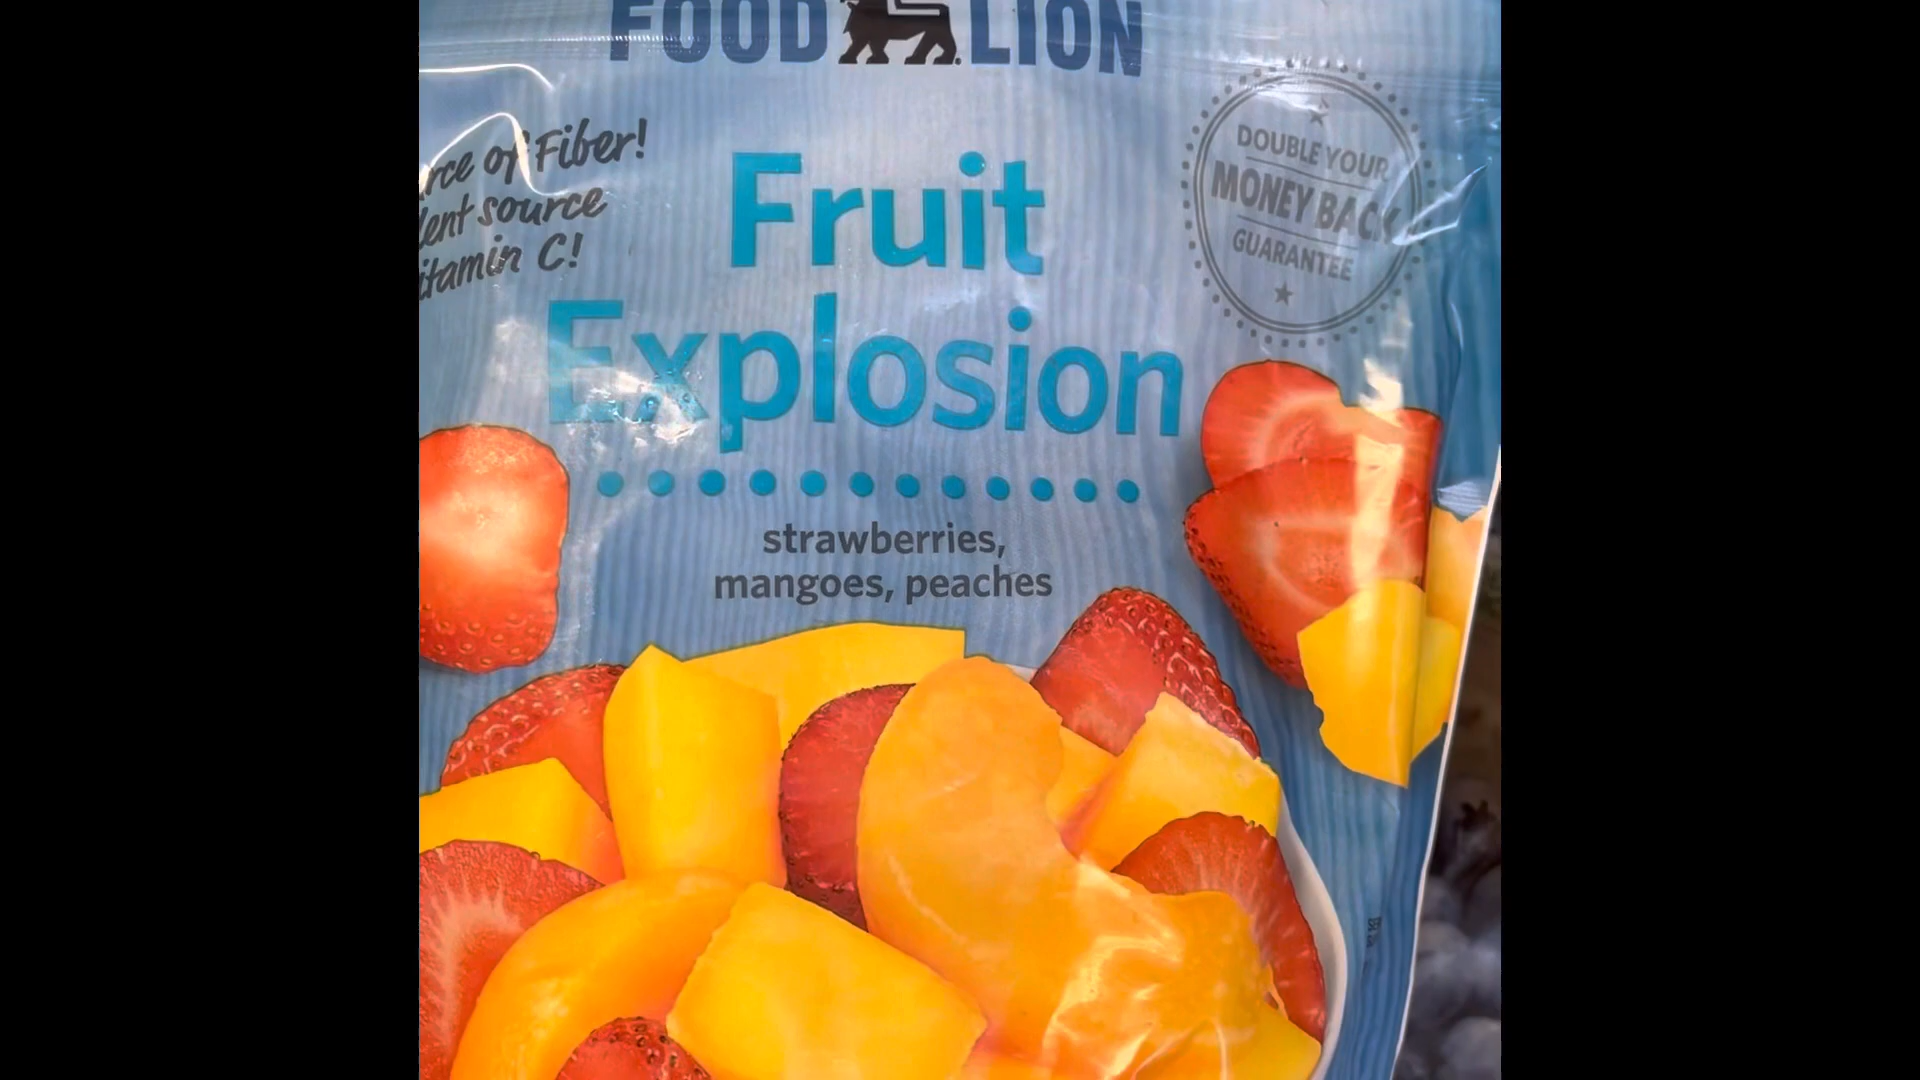 FOOD LION
of Fiber!
source
C!
DOUBLE YOUR
MONEY BACK
GUARANTEE
Fruit
Explosion
strawberries,
mangoes, peaches